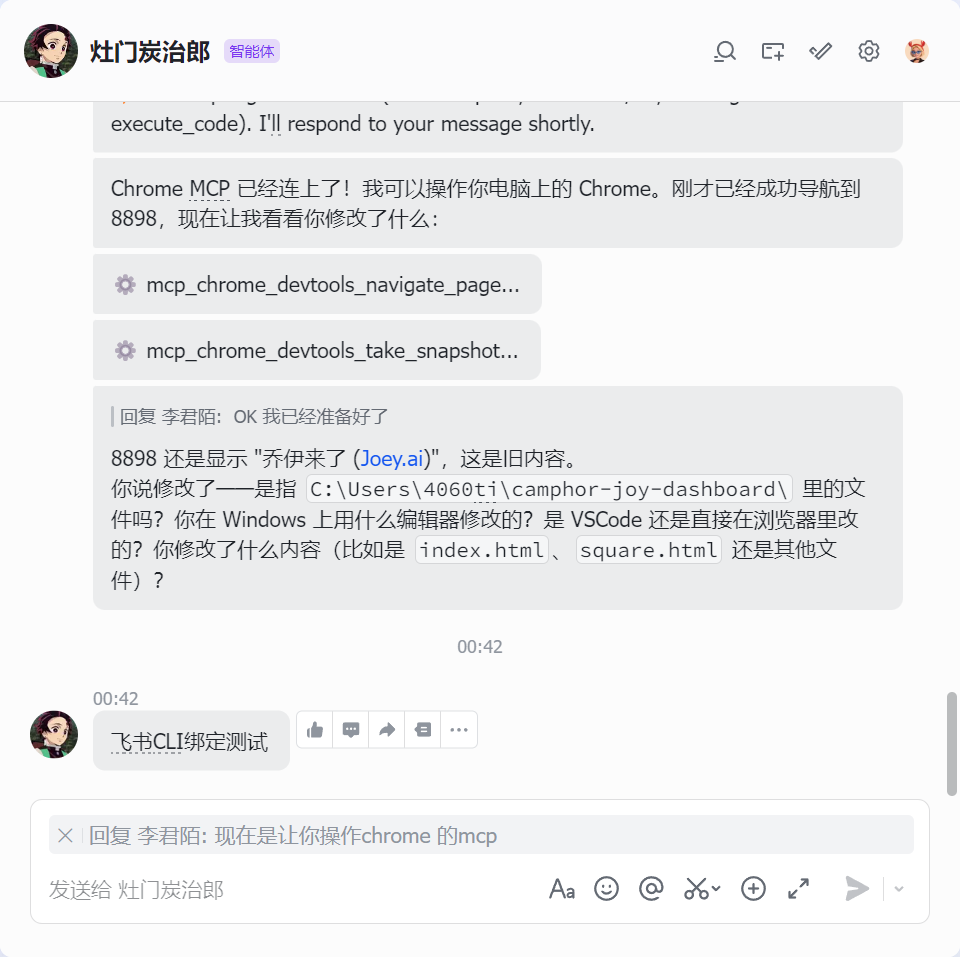 灶门炭治郎 智能体
execute_code). I'll respond to your message shortly.
Chrome MCP 已经连上了！我可以操作你电脑上的 Chrome。刚才已经成功导航到
8898，现在让我看看你修改了什么：
mcp_chrome_devtools_navigate_page...
mcp_chrome_devtools_take_snapshot...
回复 李君陌: OK 我已经准备好了
8898 还是显示 "乔伊来了 (Joey.ai)"，这是旧内容。
你说修改了——是指 C:\Users\4060ti\camphor-joy-dashboard\ 里的文
件吗？你在 Windows 上用什么编辑器修改的？是 VSCode 还是直接在浏览器里改
的？你修改了什么内容（比如是 index.html、square.html 还是其他文
件）？
00:42
00:42
飞书CLI绑定测试
回复 李君陌: 现在是让你操作chrome 的mcp
发送给 灶门炭治郎
Aa